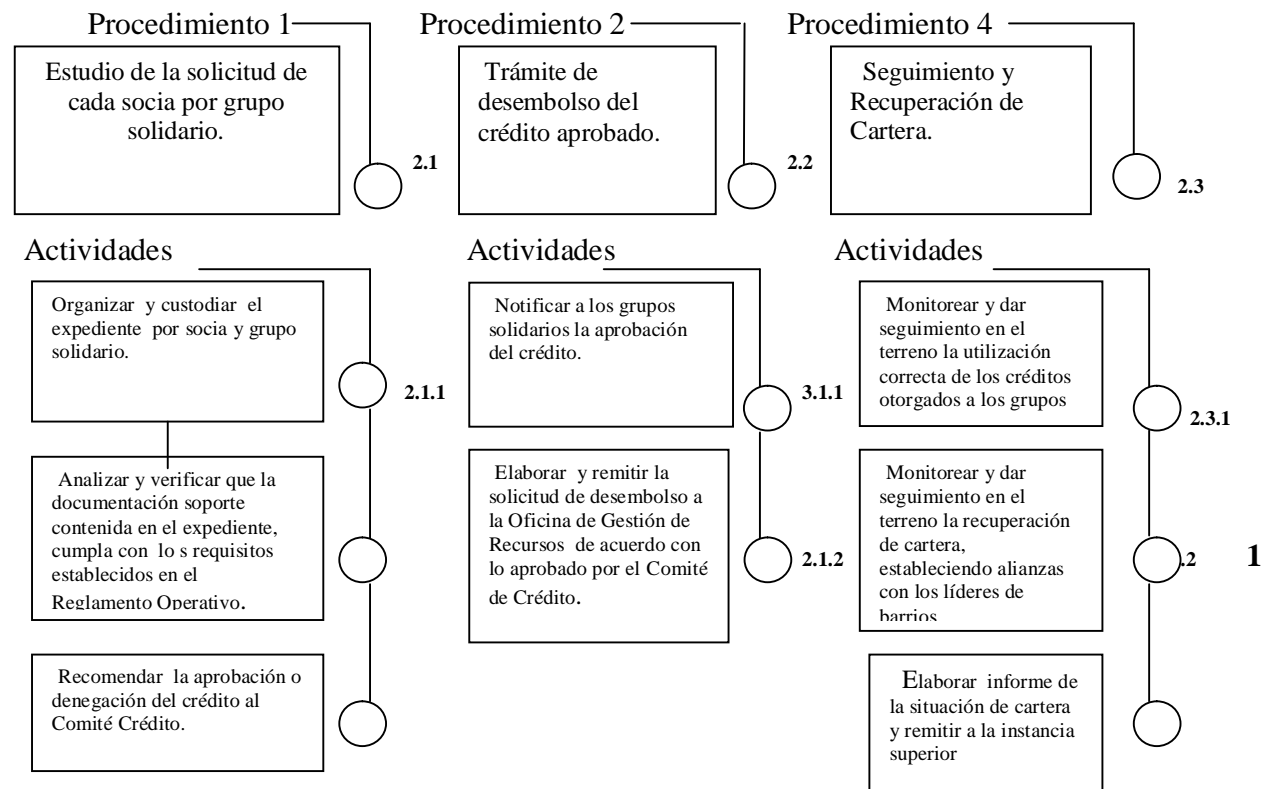 Procedimiento 1
Estudio de la solicitud de
cada socia por grupo
solidario.
2.1
Procedimiento 2
Trámite de
desembolso del
crédito aprobado.
2.2
Procedimiento 4
Seguimiento y
Recuperación de
Cartera.
2.3
Actividades
Organizar y custodiar el
expediente por socia y grupo
solidario.
2.1.1
Analizar y verificar que la
documentación soporte
contenida en el expediente,
cumpla con lo s requisitos
establecidos en el
Reglamento Operativo.
Recomendar la aprobación o
denegación del crédito al
Comité Crédito.
Actividades
Notificar a los grupos
solidarios la aprobación
del crédito.
3.1.1
Elaborar y remitir la
solicitud de desembolso a
la Oficina de Gestión de
Recursos de acuerdo con
lo aprobado por el Comité
de Crédito.
2.1.2
Actividades
Monitorear y dar
seguimiento en el
terreno la utilización
correcta de los créditos
otorgados a los grupos
2.3.1
Monitorear y dar
seguimiento en el
terreno la recuperación
de cartera,
estableciendo alianzas
con los líderes de
barrios
.2
1
Elaborar informe de
la situación de cartera
y remitir a la instancia
superior